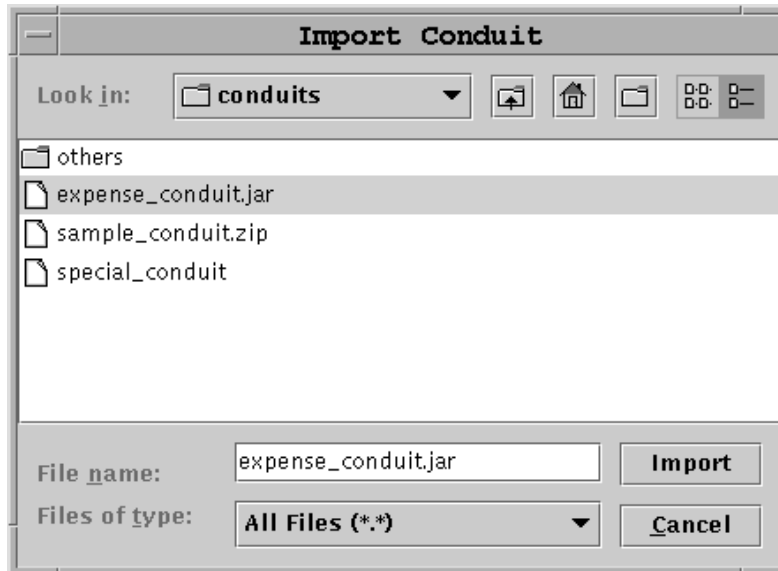 Import Conduit
Look in: conduits
others
expense_conduit.jar
sample_conduit.zip
special_conduit
File name: expense_conduit.jar Import
Files of type: All Files (*.*) Cancel